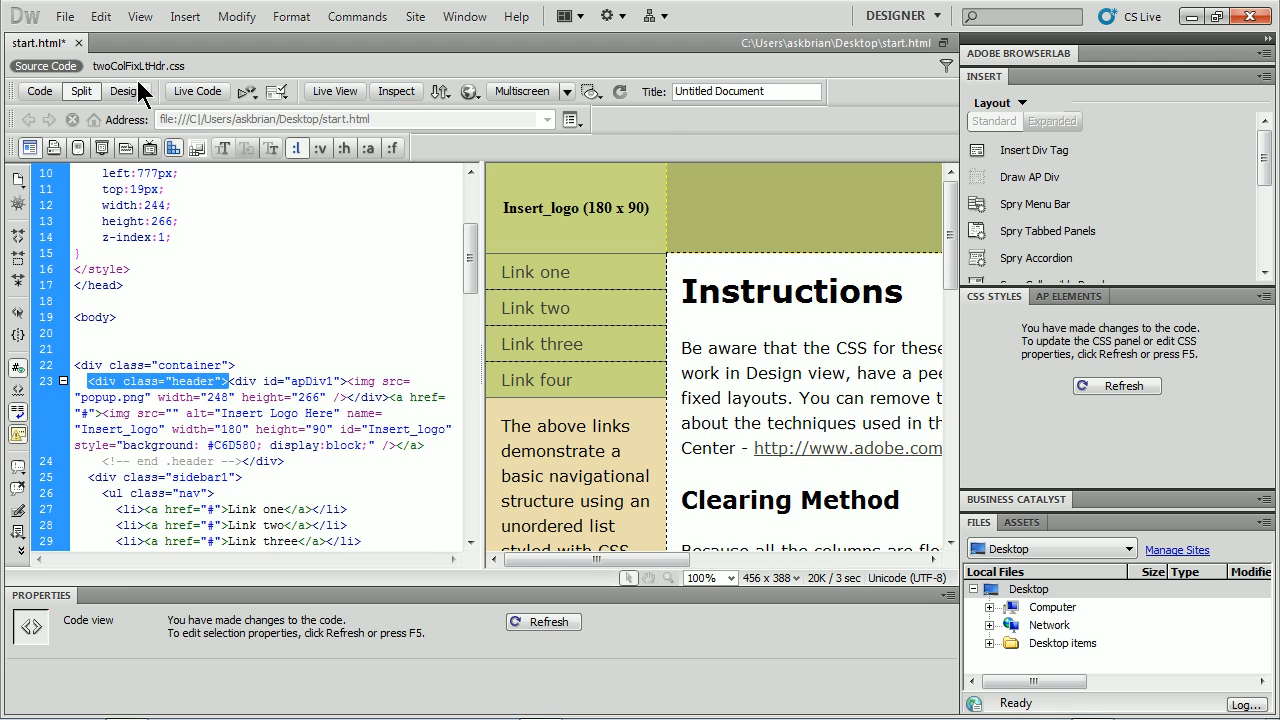 Dw File Edit View Insert Modify Format Commands Site Window Help DESIGNER CS Live
start.html* C:\Users\askbrian\Desktop\start.html
Source Code twoColFixLtHdr.css
Code Split Design Live Code Live View Inspect Multiscreen Title: Untitled Document
Address: file:///C|/Users/askbrian/Desktop/start.html
:l :v :h :a :f
10 left:777px;
11 top:19px;
12 width:244;
13 height:266;
14 z-index:1;
15 }
16 </style>
17 </head>
18
19 <body>
20
21
22 <div class="container">
23 <div class="header"><div id="apDiv1"><img src=
"popup.png" width="248" height="266" /></div><a href=
"#"><img src="" alt="Insert Logo Here" name=
"Insert_logo" width="180" height="90" id="Insert_logo"
style="background: #C6D580; display:block;" /></a>
24 <!-- end .header --></div>
25 <div class="sidebar1">
26 <ul class="nav">
27 <li><a href="#">Link one</a></li>
28 <li><a href="#">Link two</a></li>
29 <li><a href="#">Link three</a></li>
Insert_logo (180 x 90)
Link one
Link two
Link three
Link four
The above links
demonstrate a
basic navigational
structure using an
unordered list
styled with CSS
Instructions
Be aware that the CSS for these
work in Design view, have a pee
fixed layouts. You can remove t
about the techniques used in th
Center - http://www.adobe.com
Clearing Method
Because all the columns are flo
100% 456 x 388 20K / 3 sec Unicode (UTF-8)
PROPERTIES
Code view You have made changes to the code.
To edit selection properties, click Refresh or press F5.
Refresh
ADOBE BROWSERLAB
INSERT
Layout
Standard Expanded
Insert Div Tag
Draw AP Div
Spry Menu Bar
Spry Tabbed Panels
Spry Accordion
CSS STYLES AP ELEMENTS
You have made changes to the code.
To update the CSS panel or edit CSS
properties, click Refresh or press F5.
Refresh
BUSINESS CATALYST
FILES ASSETS
Desktop Manage Sites
Local Files Size Type Modifie
Desktop
Computer
Network
Desktop items
Ready Log...